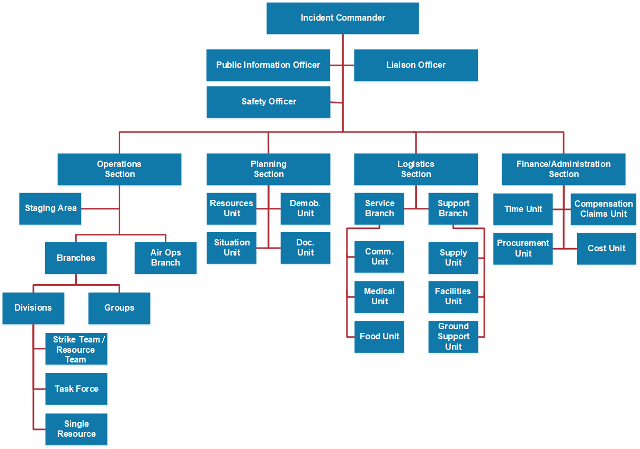 Incident Commander
Public Information Officer
Liaison Officer
Safety Officer
Operations
Section
Planning
Section
Logistics
Section
Finance/Administration
Section
Staging Area
Resources
Unit
Demob.
Unit
Service
Branch
Support
Branch
Time Unit
Compensation
Claims Unit
Situation
Unit
Doc.
Unit
Procurement
Unit
Cost Unit
Branches
Air Ops
Branch
Comm.
Unit
Supply
Unit
Divisions
Groups
Medical
Unit
Facilities
Unit
Strike Team /
Resource
Team
Food Unit
Ground
Support
Unit
Task Force
Single
Resource